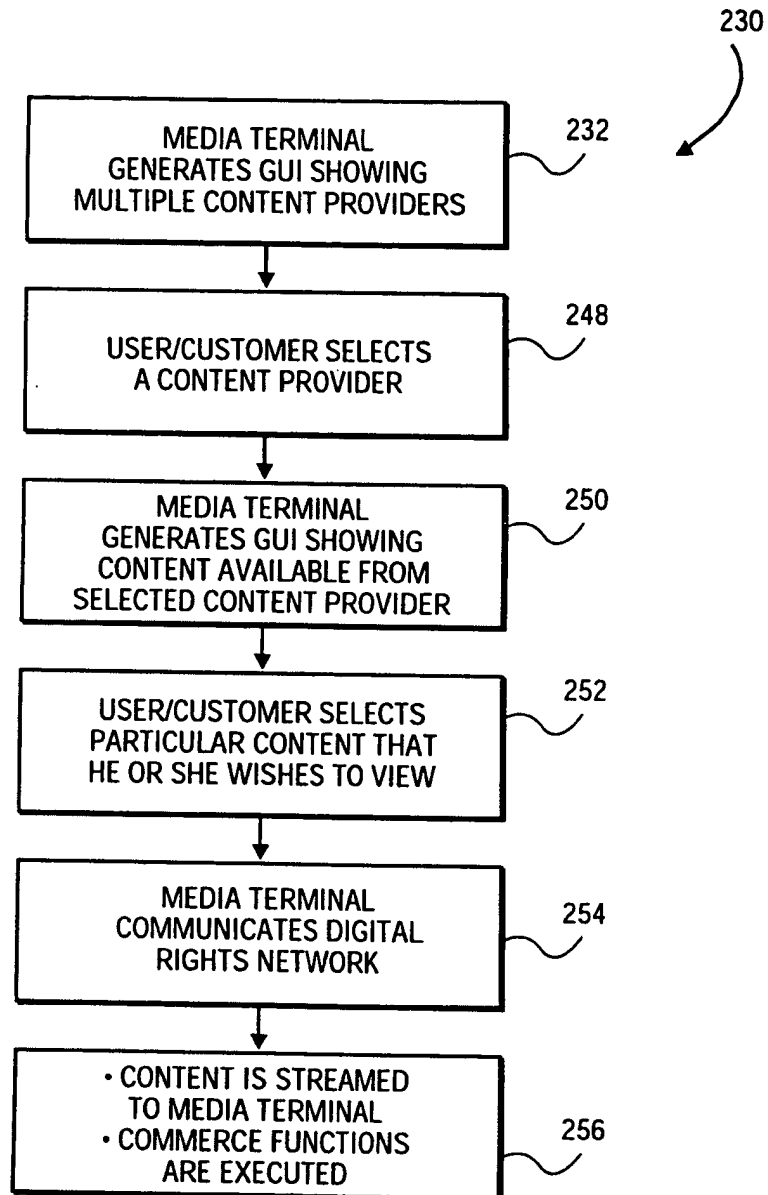 230
MEDIA TERMINAL
GENERATES GUI SHOWING
MULTIPLE CONTENT PROVIDERS
232
USER/CUSTOMER SELECTS
A CONTENT PROVIDER
248
MEDIA TERMINAL
GENERATES GUI SHOWING
CONTENT AVAILABLE FROM
SELECTED CONTENT PROVIDER
250
USER/CUSTOMER SELECTS
PARTICULAR CONTENT THAT
HE OR SHE WISHES TO VIEW
252
MEDIA TERMINAL
COMMUNICATES DIGITAL
RIGHTS NETWORK
254
• CONTENT IS STREAMED
TO MEDIA TERMINAL
• COMMERCE FUNCTIONS
ARE EXECUTED
256